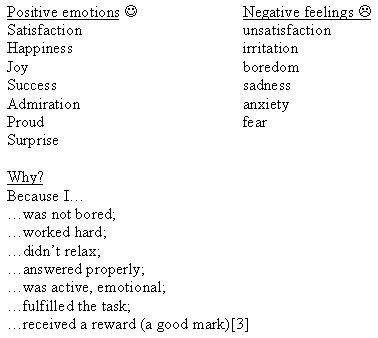 Positive emotions ☺ Negative feelings ☹
Satisfaction unsatisfaction
Happiness irritation
Joy boredom
Success sadness
Admiration anxiety
Proud fear
Surprise
Why?
Because I…
…was not bored;
…worked hard;
…didn’t relax;
…answered properly;
…was active, emotional;
…fulfilled the task;
…received a reward (a good mark)[3]